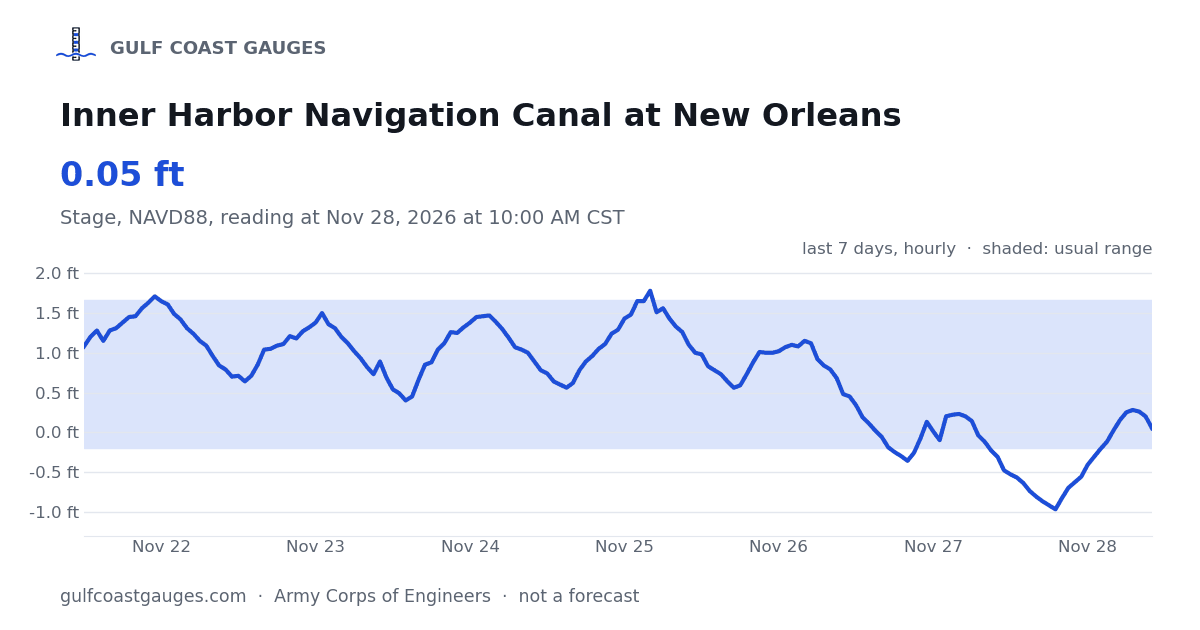 GULF COAST GAUGES
Inner Harbor Navigation Canal at New Orleans
0.05 ft
Stage, NAVD88, reading at Nov 28, 2026 at 10:00 AM CST
last 7 days, hourly · shaded: usual range
2.0 ft
1.5 ft
1.0 ft
0.5 ft
0.0 ft
-0.5 ft
-1.0 ft
Nov 22 Nov 23 Nov 24 Nov 25 Nov 26 Nov 27 Nov 28
gulfcoastgauges.com · Army Corps of Engineers · not a forecast